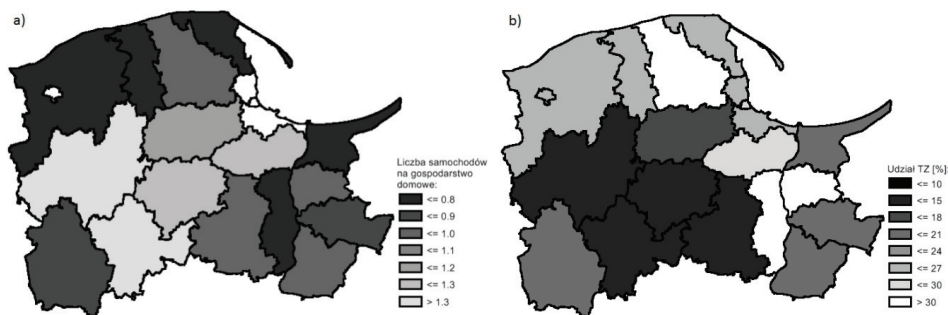 a)
Liczba samochodów
na gospodarstwo
domowe:
<= 0.8
<= 0.9
<= 1.0
<= 1.1
<= 1.2
<= 1.3
> 1.3
b)
Udział TZ [%]:
<= 10
<= 15
<= 18
<= 21
<= 24
<= 27
<= 30
> 30